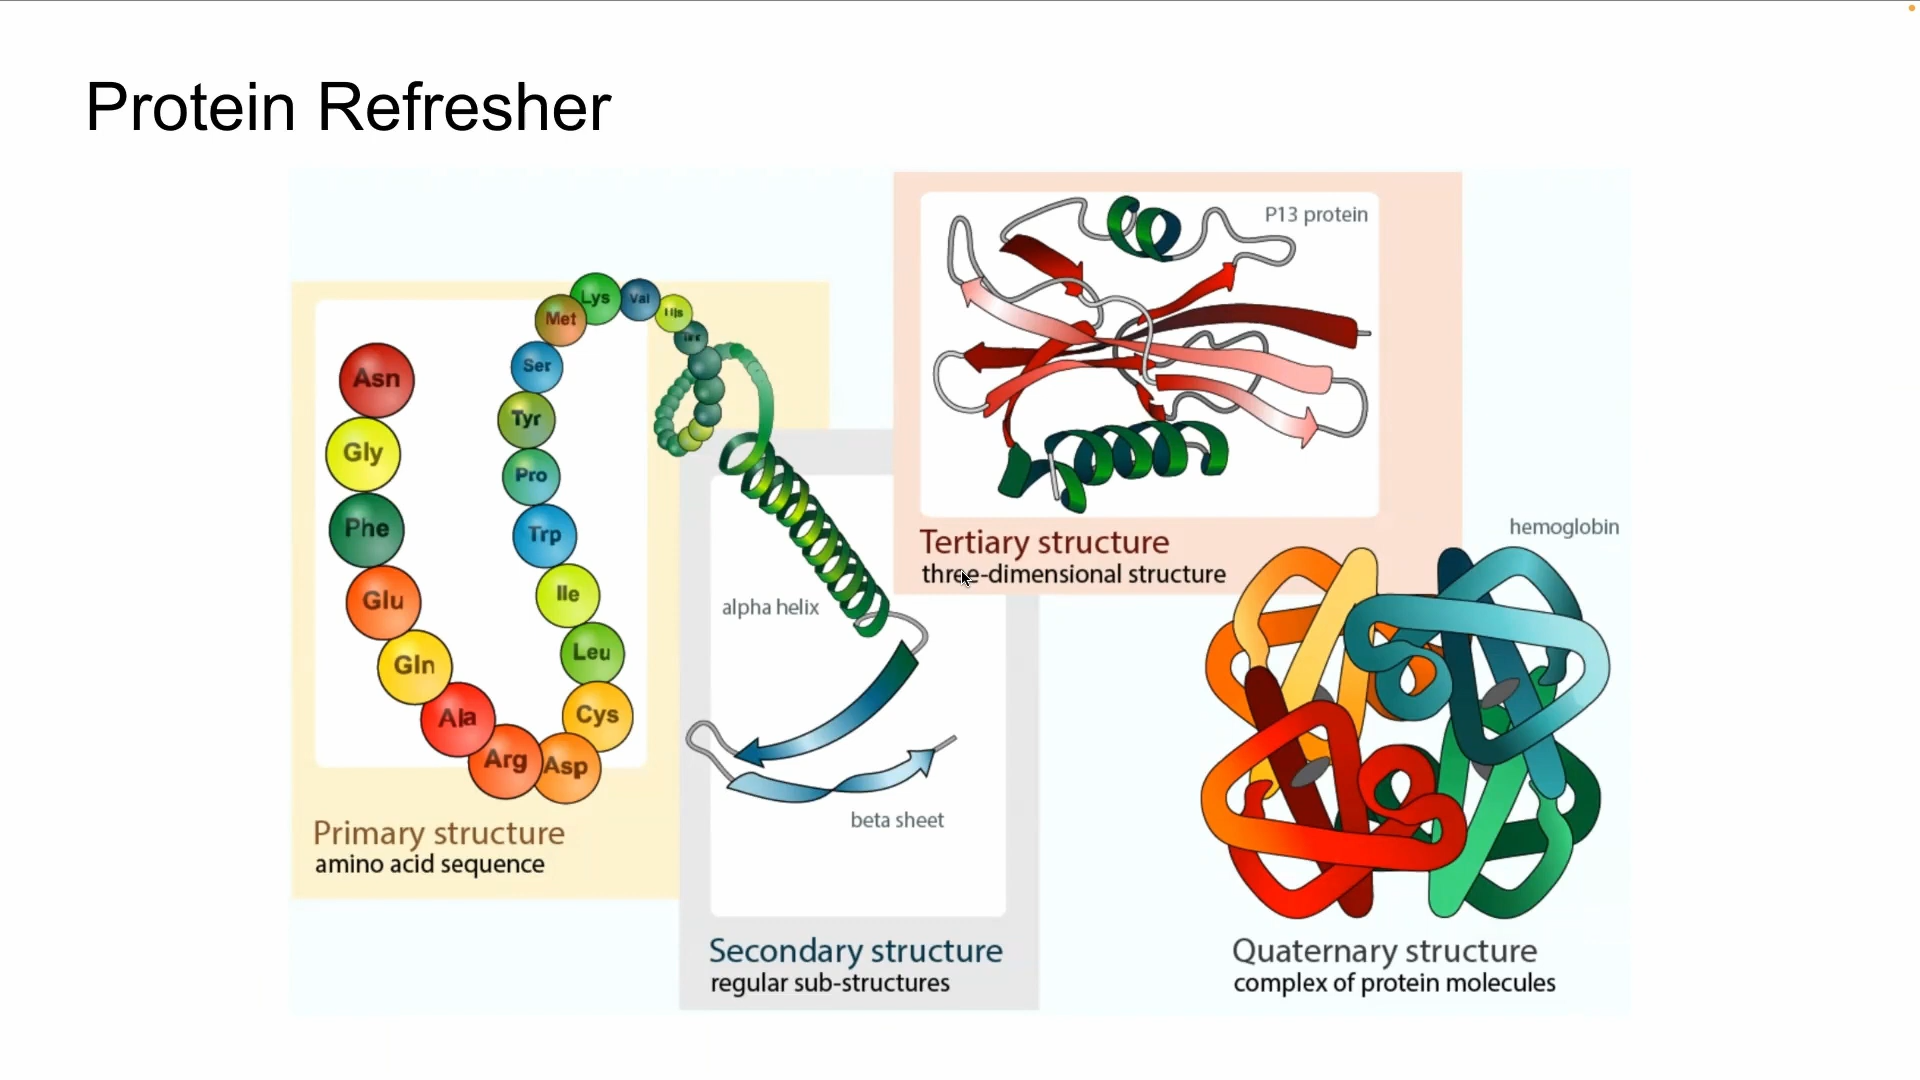 Protein Refresher
Asn
Gly
Phe
Glu
Gln
Ala
Arg
Asp
Cys
Leu
Ile
Trp
Pro
Tyr
Ser
Met
Lys
Val
His
Primary structure
amino acid sequence
alpha helix
beta sheet
Secondary structure
regular sub-structures
P13 protein
Tertiary structure
three-dimensional structure
hemoglobin
Quaternary structure
complex of protein molecules